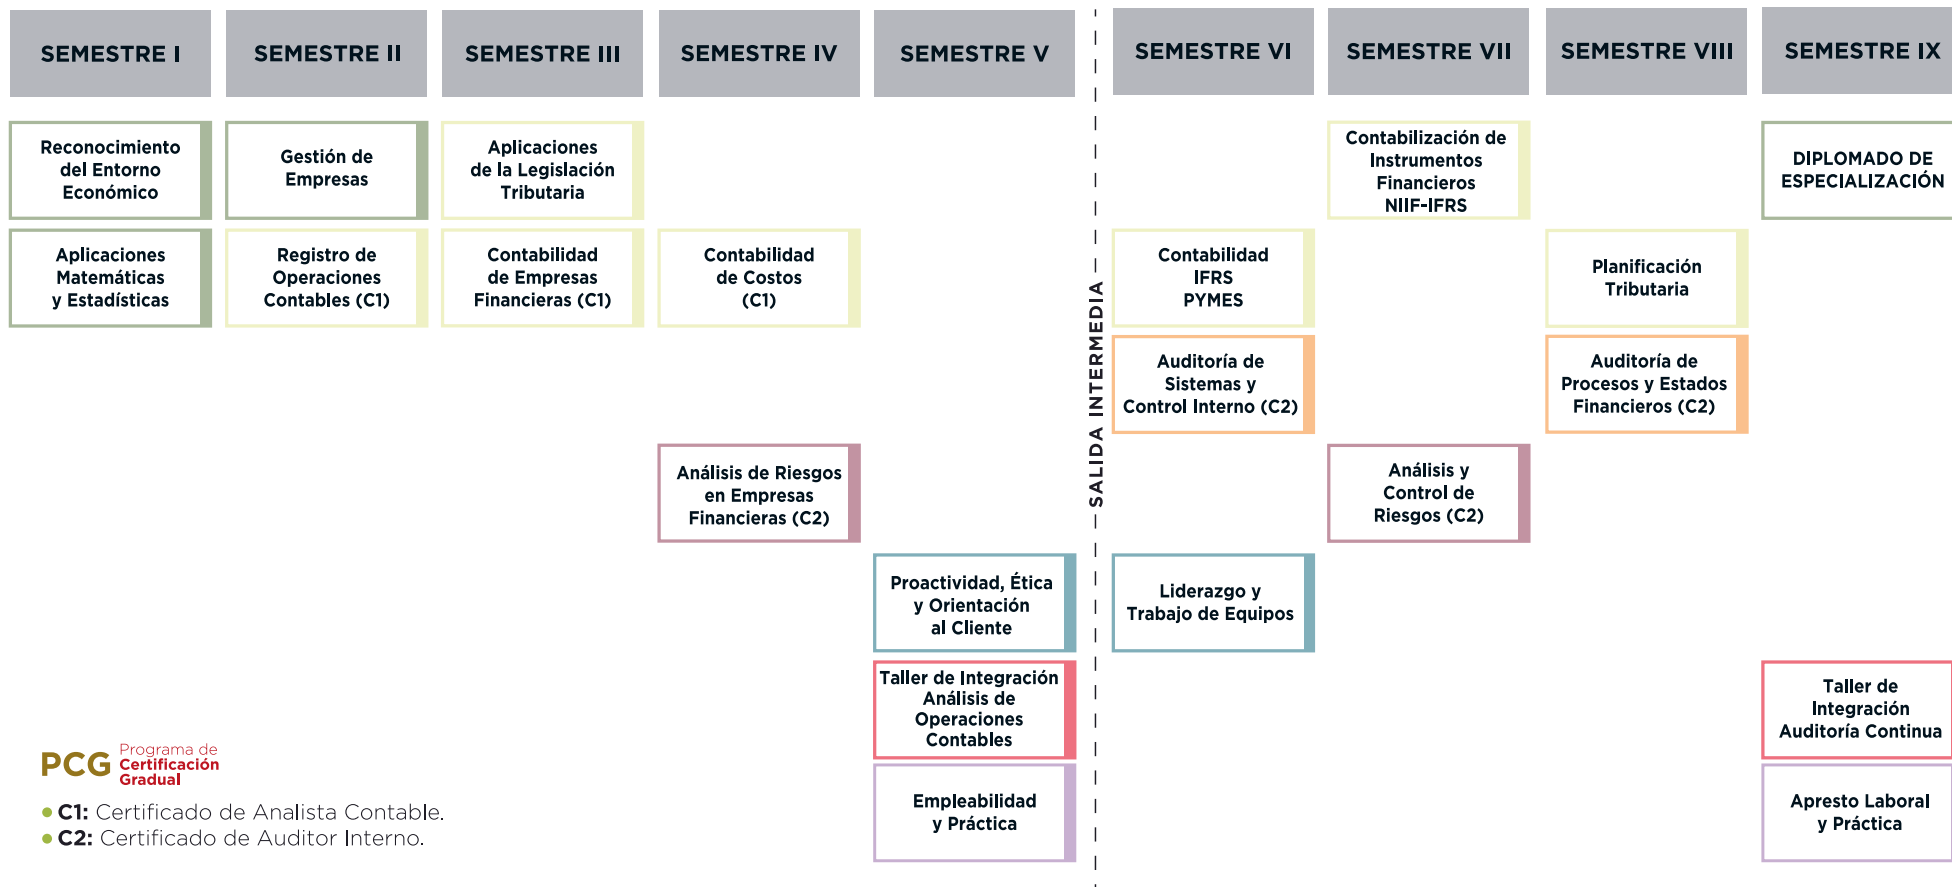 SEMESTRE I
SEMESTRE II
SEMESTRE III
SEMESTRE IV
SEMESTRE V
SEMESTRE VI
SEMESTRE VII
SEMESTRE VIII
SEMESTRE IX
Reconocimiento
del Entorno
Económico
Gestión de
Empresas
Aplicaciones
de la Legislación
Tributaria
Contabilización de
Instrumentos
Financieros
NIIF-IFRS
DIPLOMADO DE
ESPECIALIZACIÓN
Aplicaciones
Matemáticas
y Estadísticas
Registro de
Operaciones
Contables (C1)
Contabilidad
de Empresas
Financieras (C1)
Contabilidad
de Costos
(C1)
Contabilidad
IFRS
PYMES
Planificación
Tributaria
SALIDA INTERMEDIA
Auditoría de
Sistemas y
Control Interno (C2)
Auditoría de
Procesos y Estados
Financieros (C2)
Análisis de Riesgos
en Empresas
Financieras (C2)
Análisis y
Control de
Riesgos (C2)
Proactividad, Ética
y Orientación
al Cliente
Liderazgo y
Trabajo de Equipos
Taller de Integración
Análisis de
Operaciones
Contables
Taller de
Integración
Auditoría Continua
Empleabilidad
y Práctica
Apresto Laboral
y Práctica
PCG
Programa de
Certificación
Gradual
C1: Certificado de Analista Contable.
C2: Certificado de Auditor Interno.